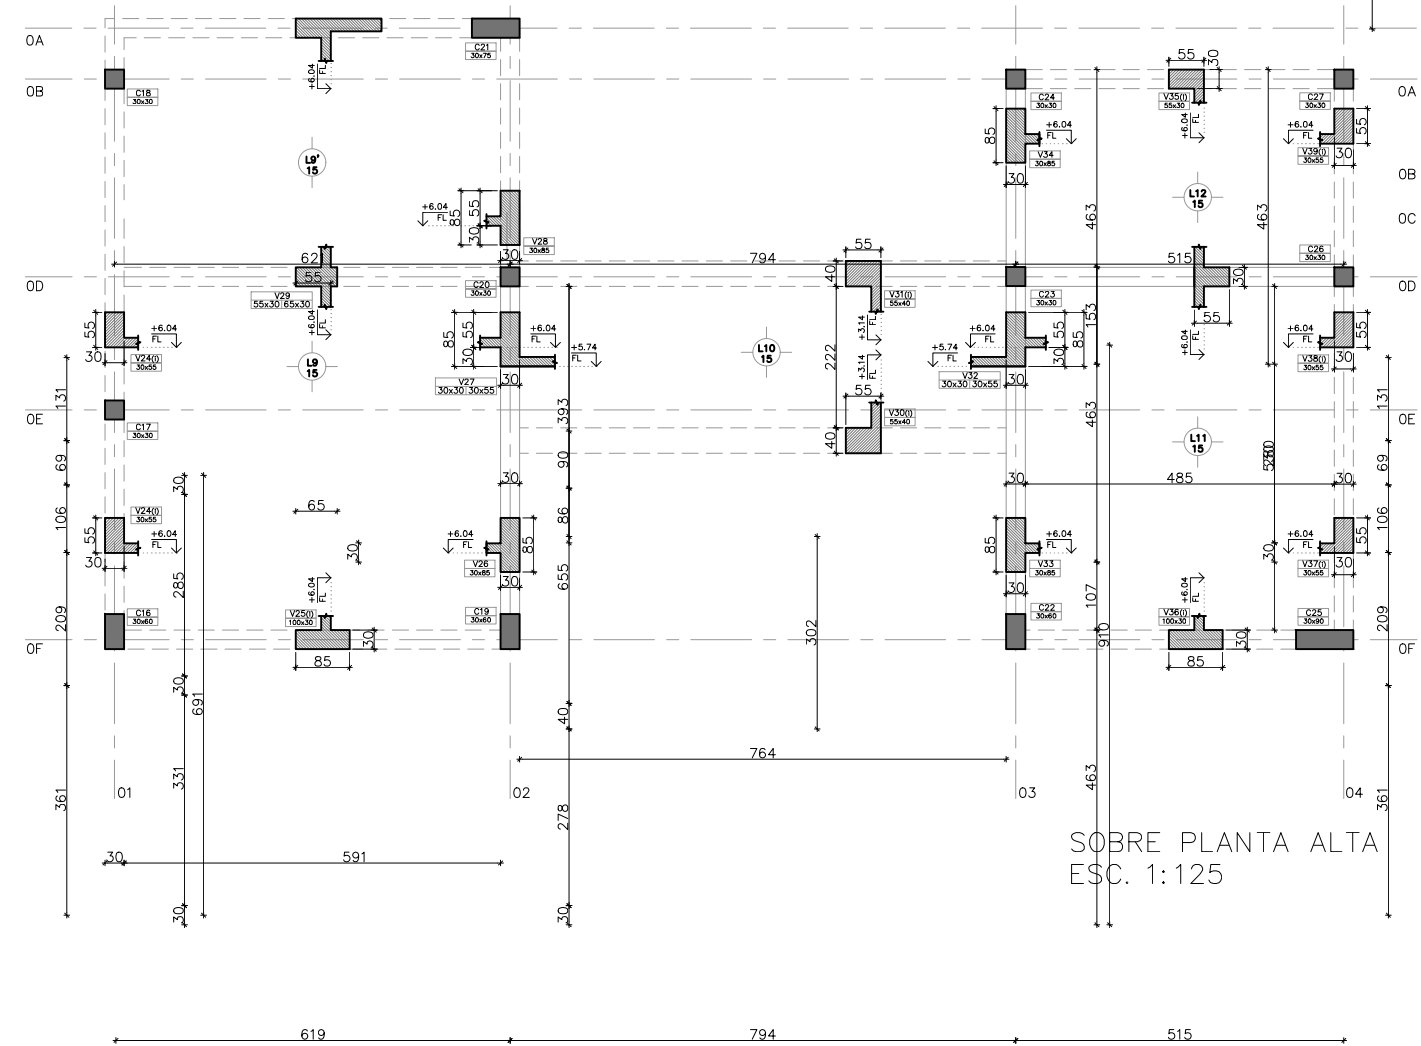 0A
C21
30x75
55
30
+6.04
FL
0B
C18
30x30
C24
30x30
V35(I)
55x30
C27
30x30
0A
85
+6.04
FL
+6.04
+6.04
FL
55
V34
30x85
V39(I)
30x55
30
L9'
15
30
0B
L12
15
+6.04
FL
85
55
30
463
463
0C
V28
30x85
30
55
C26
30x30
62
794
515
40
55
30
0D
C20
30x30
0D
V29
55x30
65x30
V31(I)
55x40
C23
30x30
153
55
+6.04
FL
+6.04
FL
85
55
30
+6.04
FL
+5.74
FL
+3.14
FL
+6.04
FL
55
30
85
+6.04
+6.04
FL
55
55
30
V24(I)
30x55
L9
15
L10
15
222
+3.14
FL
+5.74
FL
V38(I)
30x55
30
V27
30x30
30x55
30
V32
30x30
30x55
30
131
55
393
463
131
0E
C17
30x30
V30(I)
55x40
0E
40
L11
15
69
90
69
30
30
30
485
30
106
V24(I)
30x55
65
86
106
55
+6.04
FL
+6.04
FL
85
85
+6.04
FL
+6.04
FL
55
30
30
30
V26
30x85
V33
30x85
V37(I)
30x55
30
285
+6.04
FL
30
655
30
+6.04
FL
107
209
C16
30x60
V25(I)
100x30
C19
30x60
302
C22
30x60
V36(I)
100x30
C25
30x90
209
30
910
30
0F
85
85
0F
30
691
40
764
331
463
361
01
02
03
04
361
278
SOBRE PLANTA ALTA
30
591
ESC. 1:125
30
30
619
794
515